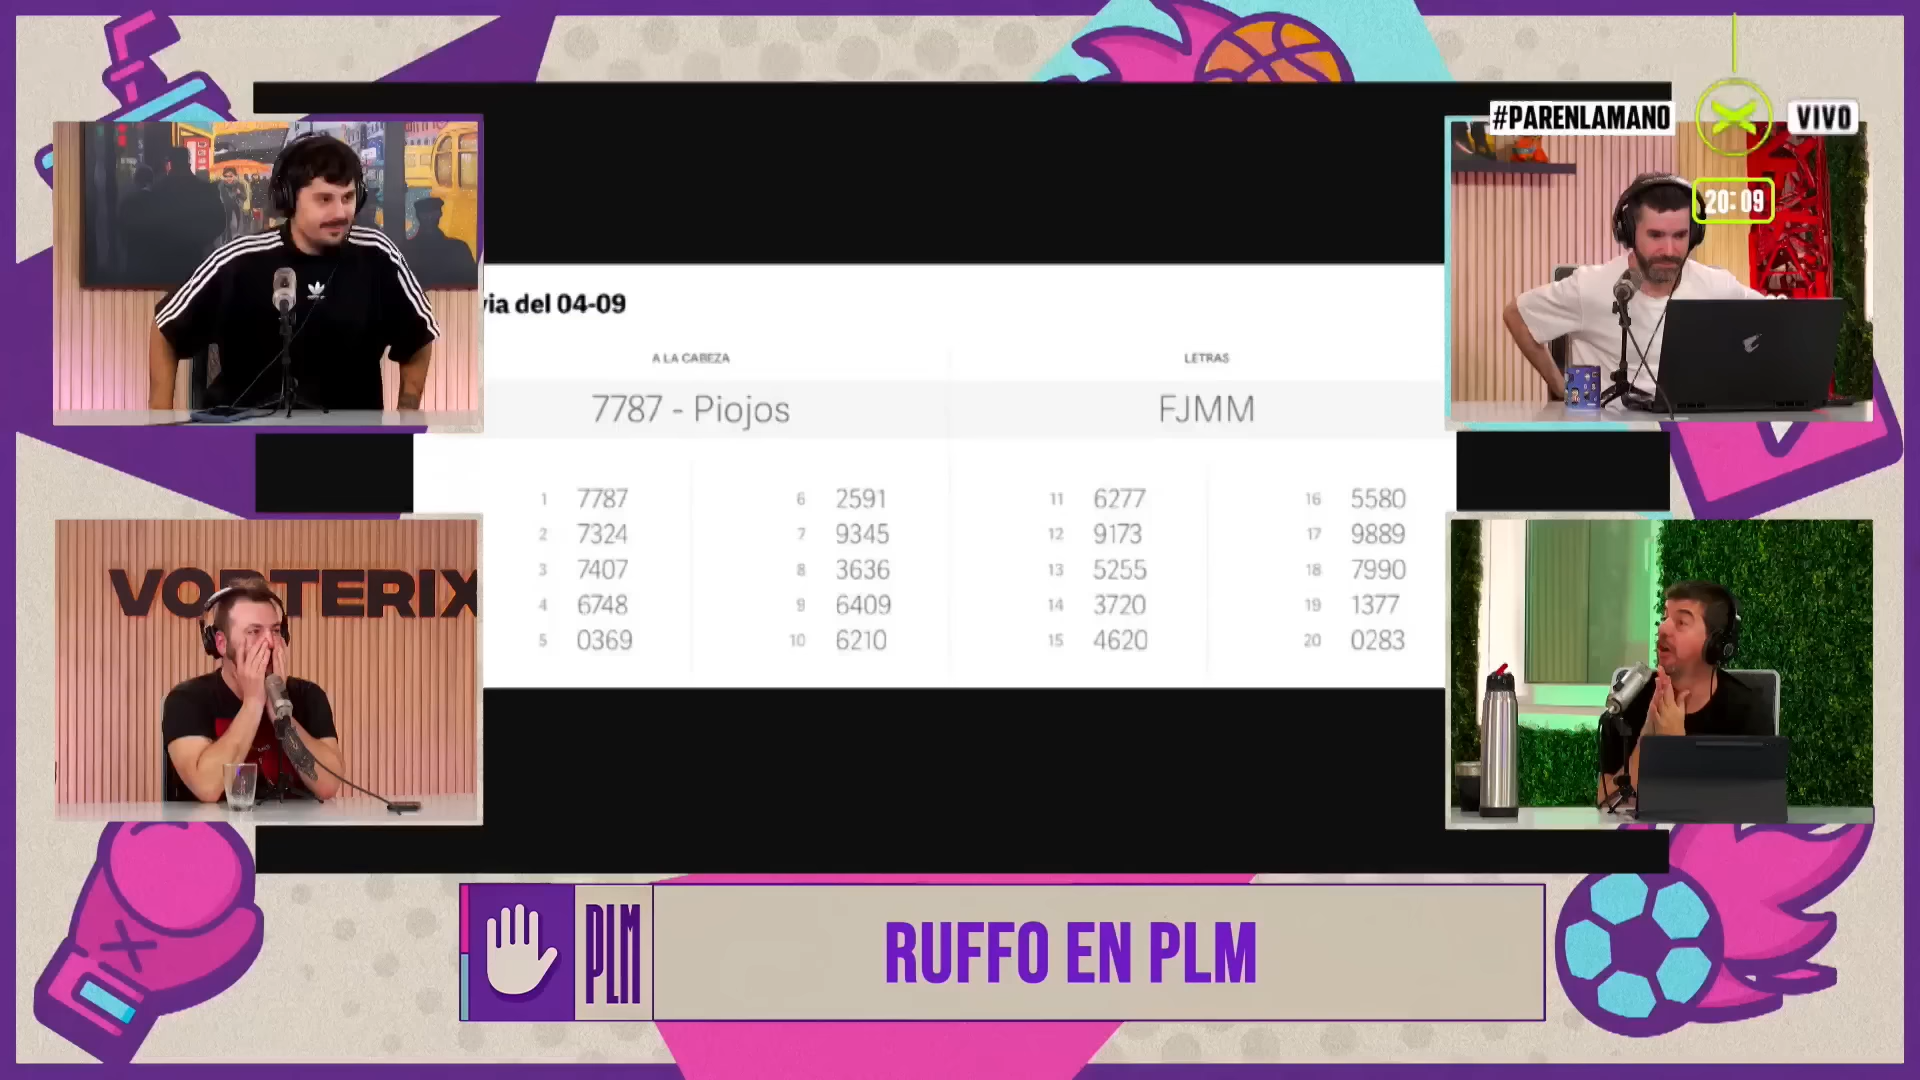 #PARENLAMANO
VIVO
20:09
VORTERIX
via del 04-09
A LA CABEZA
LETRAS
7787 - Piojos
FJMM
1 7787
2 7324
3 7407
4 6748
5 0369
6 2591
7 9345
8 3636
9 6409
10 6210
11 6277
12 9173
13 5255
14 3720
15 4620
16 5580
17 9889
18 7990
19 1377
20 0283
PLM
RUFFO EN PLM